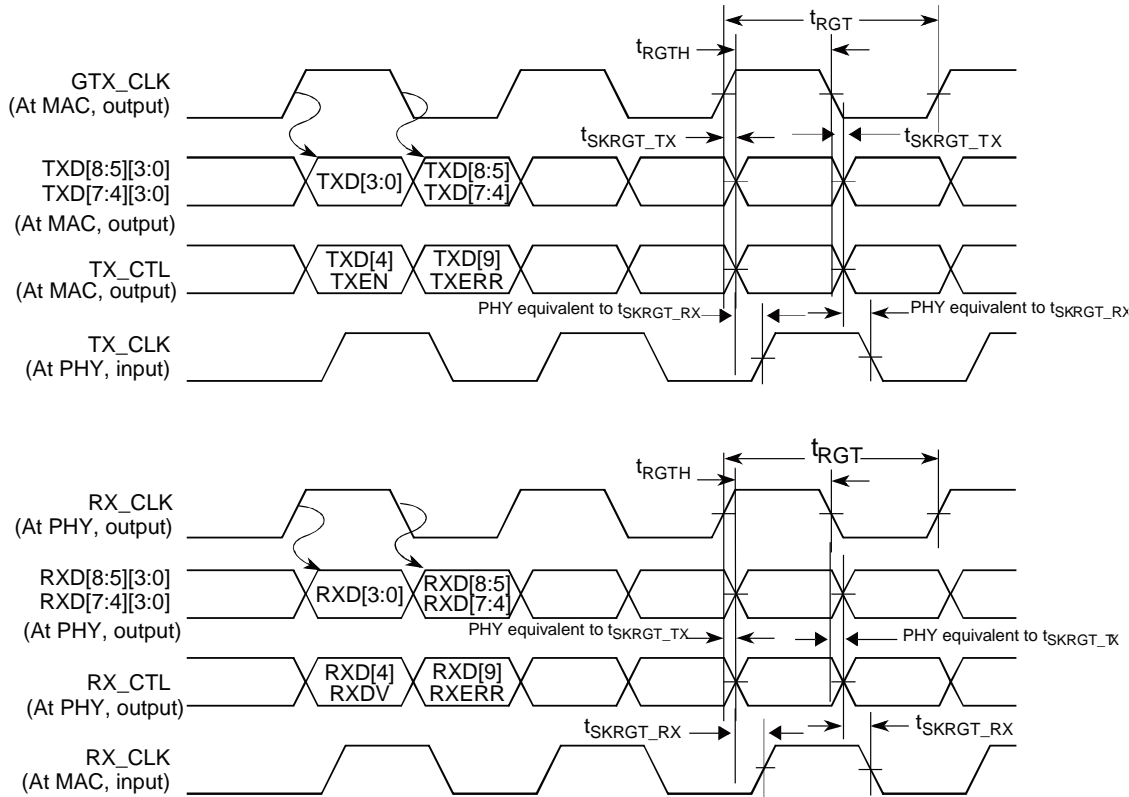 tRGT
tRGTH
GTX_CLK
(At MAC, output)
tSKRGT_TX
tSKRGT_TX
TXD[8:5][3:0]
TXD[7:4][3:0]
(At MAC, output)
TXD[3:0]
TXD[8:5]
TXD[7:4]
TX_CTL
(At MAC, output)
TXD[4]
TXEN
TXD[9]
TXERR
PHY equivalent to tSKRGT_RX
PHY equivalent to tSKRGT_RX
TX_CLK
(At PHY, input)
tRGT
tRGTH
RX_CLK
(At PHY, output)
RXD[8:5][3:0]
RXD[7:4][3:0]
(At PHY, output)
RXD[3:0]
RXD[8:5]
RXD[7:4]
PHY equivalent to tSKRGT_TX
PHY equivalent to tSKRGT_TX
RX_CTL
(At PHY, output)
RXD[4]
RXDV
RXD[9]
RXERR
tSKRGT_RX
tSKRGT_RX
RX_CLK
(At MAC, input)